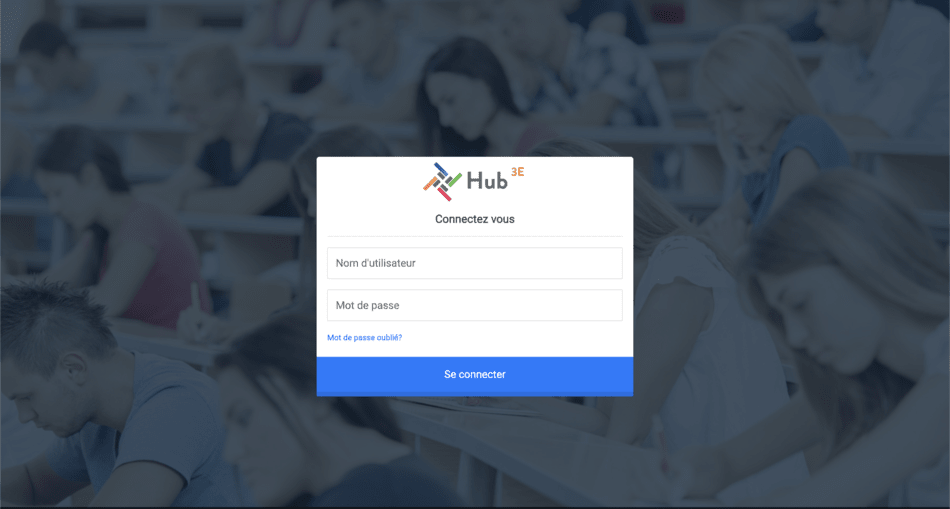 Hub 3E
Connectez vous
Nom d'utilisateur
Mot de passe
Mot de passe oublié?
Se connecter